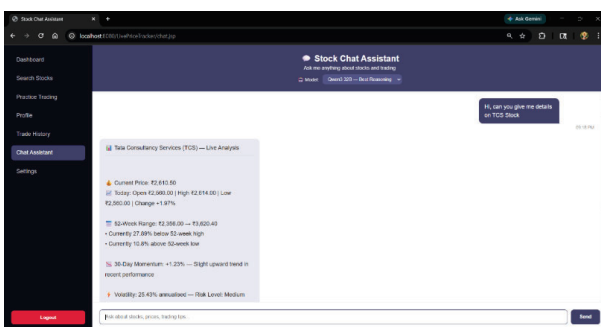 Stock Chat Assistant
Ask Gemini
localhost:8080/LivePriceTracker/chat.jsp
Dashboard
Search Stocks
Practice Trading
Profile
Trade History
Chat Assistant
Settings
Logout
Stock Chat Assistant
Ask me anything about stocks and trading
Model:
Qwen3 32B — Best Reasoning
Hi, can you give me details
on TCS Stock
Tata Consultancy Services (TCS) — Live Analysis
Current Price: ₹2,610.50
Today: Open ₹2,560.00 | High ₹2,614.00 | Low
₹2,560.00 | Change +1.97%
52-Week Range: ₹2,356.00 — ₹3,620.40
• Currently 27.89% below 52-week high
• Currently 10.8% above 52-week low
30-Day Momentum: +1.23% — Slight upward trend in
recent performance
Volatility: 25.43% annualised — Risk Level: Medium
Ask about stocks, prices, trading tips...
Send